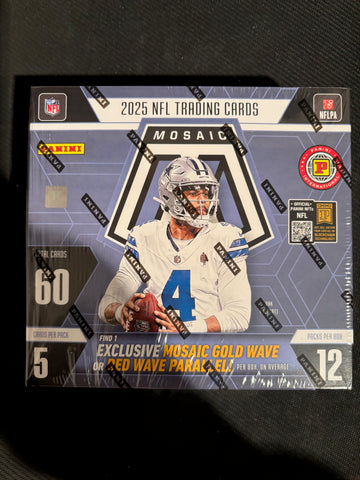 NFL
2025 NFL TRADING CARDS
NFLPA
MOSAIC
PANINI
PANINI
INTERNATIONAL
OFFICIAL
PANINI NFTs
NFL
TOTAL CARDS
60
4
CARDS PER PACK
5
PACKS PER BOX
12
FIND 1
EXCLUSIVE MOSAIC GOLD WAVE
OR RED WAVE PARALLEL! PER BOX, ON AVERAGE